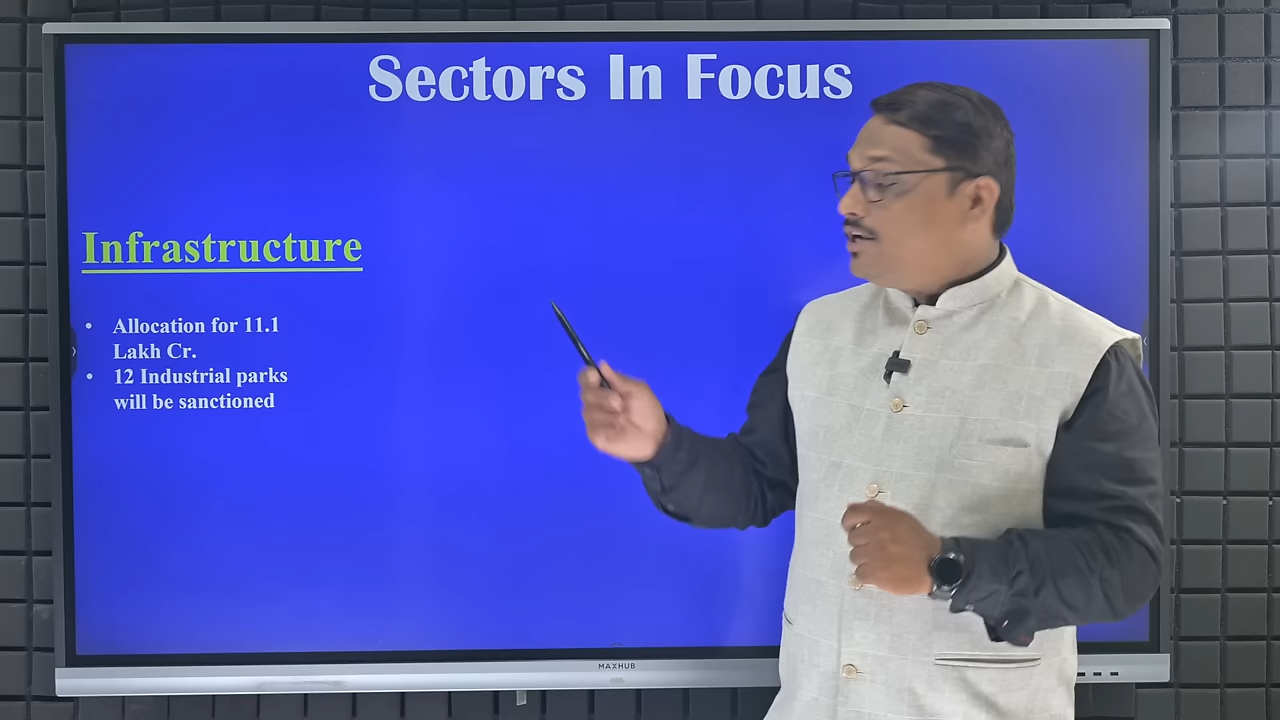 Sectors In Focus
Infrastructure
• Allocation for 11.1
Lakh Cr.
• 12 Industrial parks
will be sanctioned
MAXHUB